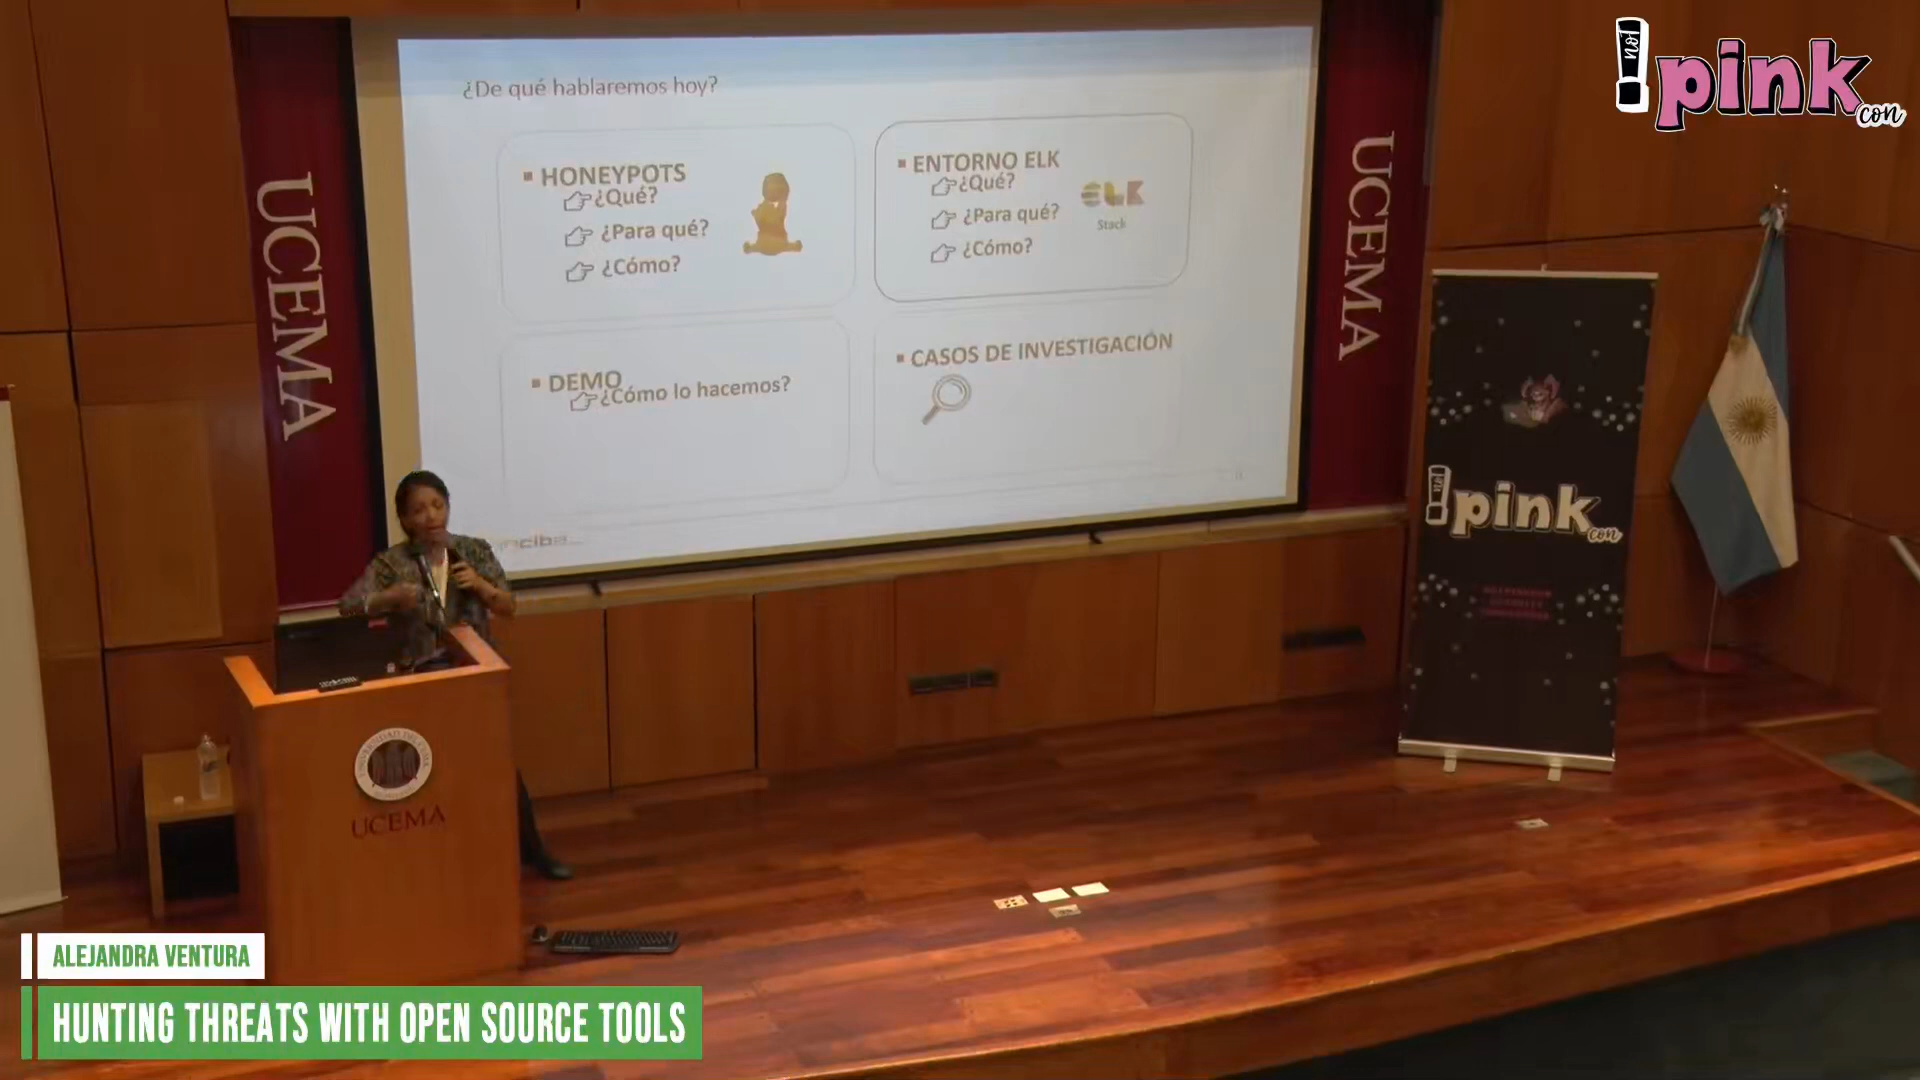 ¿De qué hablaremos hoy?
▪ HONEYPOTS
¿Qué?
¿Para qué?
¿Cómo?
▪ ENTORNO ELK
¿Qué?
¿Para qué?
¿Cómo?
ELK
Stack
▪ DEMO
¿Cómo lo hacemos?
▪ CASOS DE INVESTIGACIÓN
UCEMA
UCEMA
!not pink con
!not pink con
UCEMA
ALEJANDRA VENTURA
HUNTING THREATS WITH OPEN SOURCE TOOLS